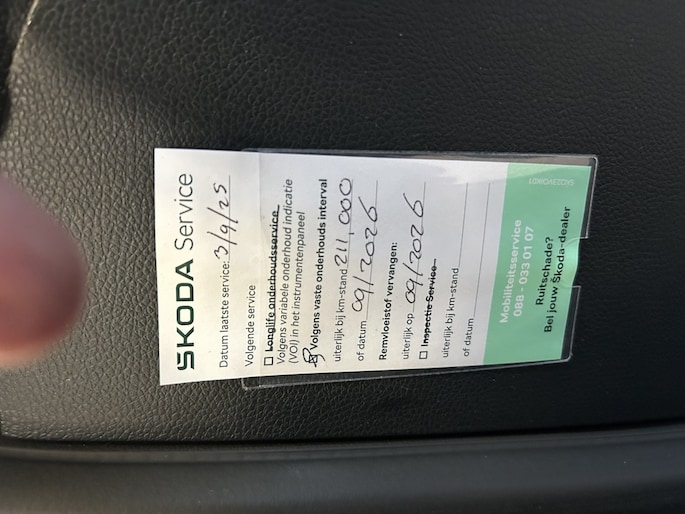 ŠKODA Service
Datum laatste service: 3/9/25
Volgende service
Longlife onderhoudsservice
Volgens variabele onderhoud indicatie
(VOI) in het instrumentenpaneel
Volgens vaste onderhouds interval
uiterlijk bij km-stand 211,000
of datum 09/2026
Remvloeistof vervangen:
uiterlijk op 09/2026
Inspectie Service
uiterlijk bij km-stand
of datum
Mobiliteitsservice
088 - 033 01 07
Ruitschade?
Bel jouw Škoda-dealer